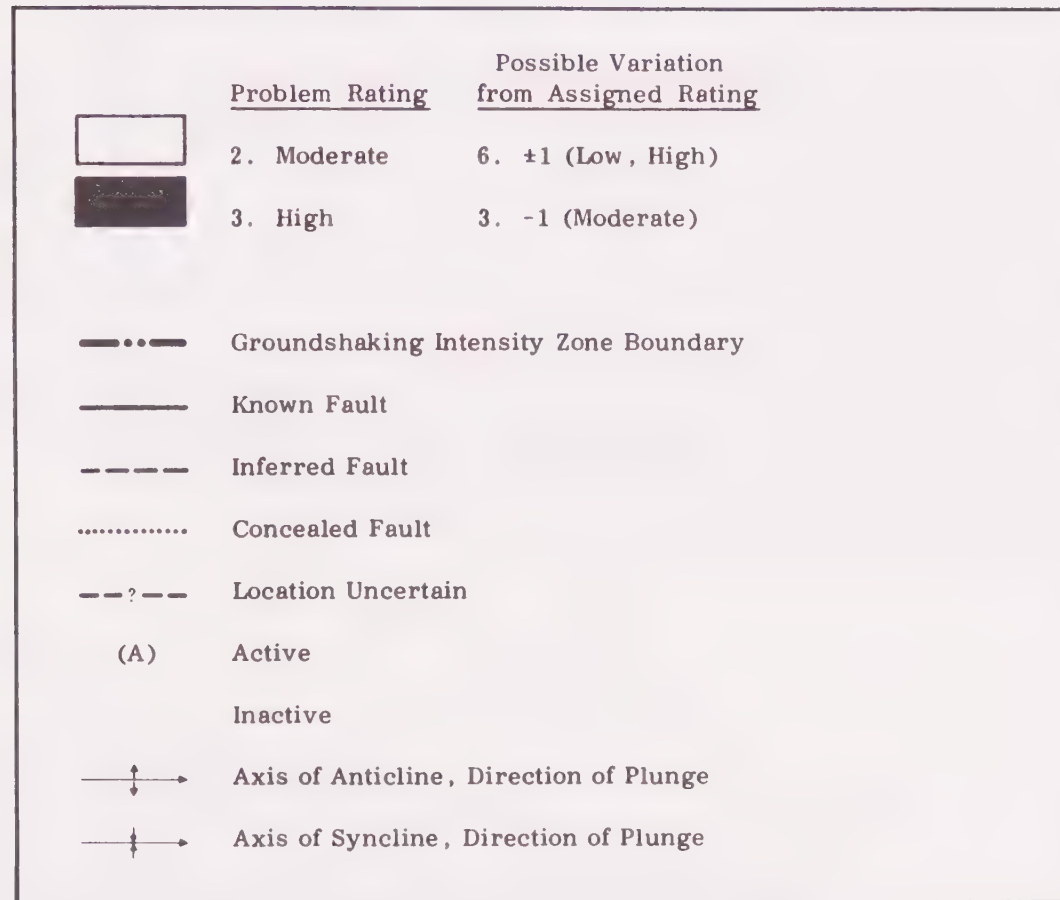 Possible Variation
Problem Rating from Assigned Rating
2. Moderate 6. ±1 (Low, High)
3. High 3. -1 (Moderate)
Groundshaking Intensity Zone Boundary
Known Fault
Inferred Fault
Concealed Fault
--?-- Location Uncertain
(A) Active
Inactive
Axis of Anticline, Direction of Plunge
Axis of Syncline, Direction of Plunge